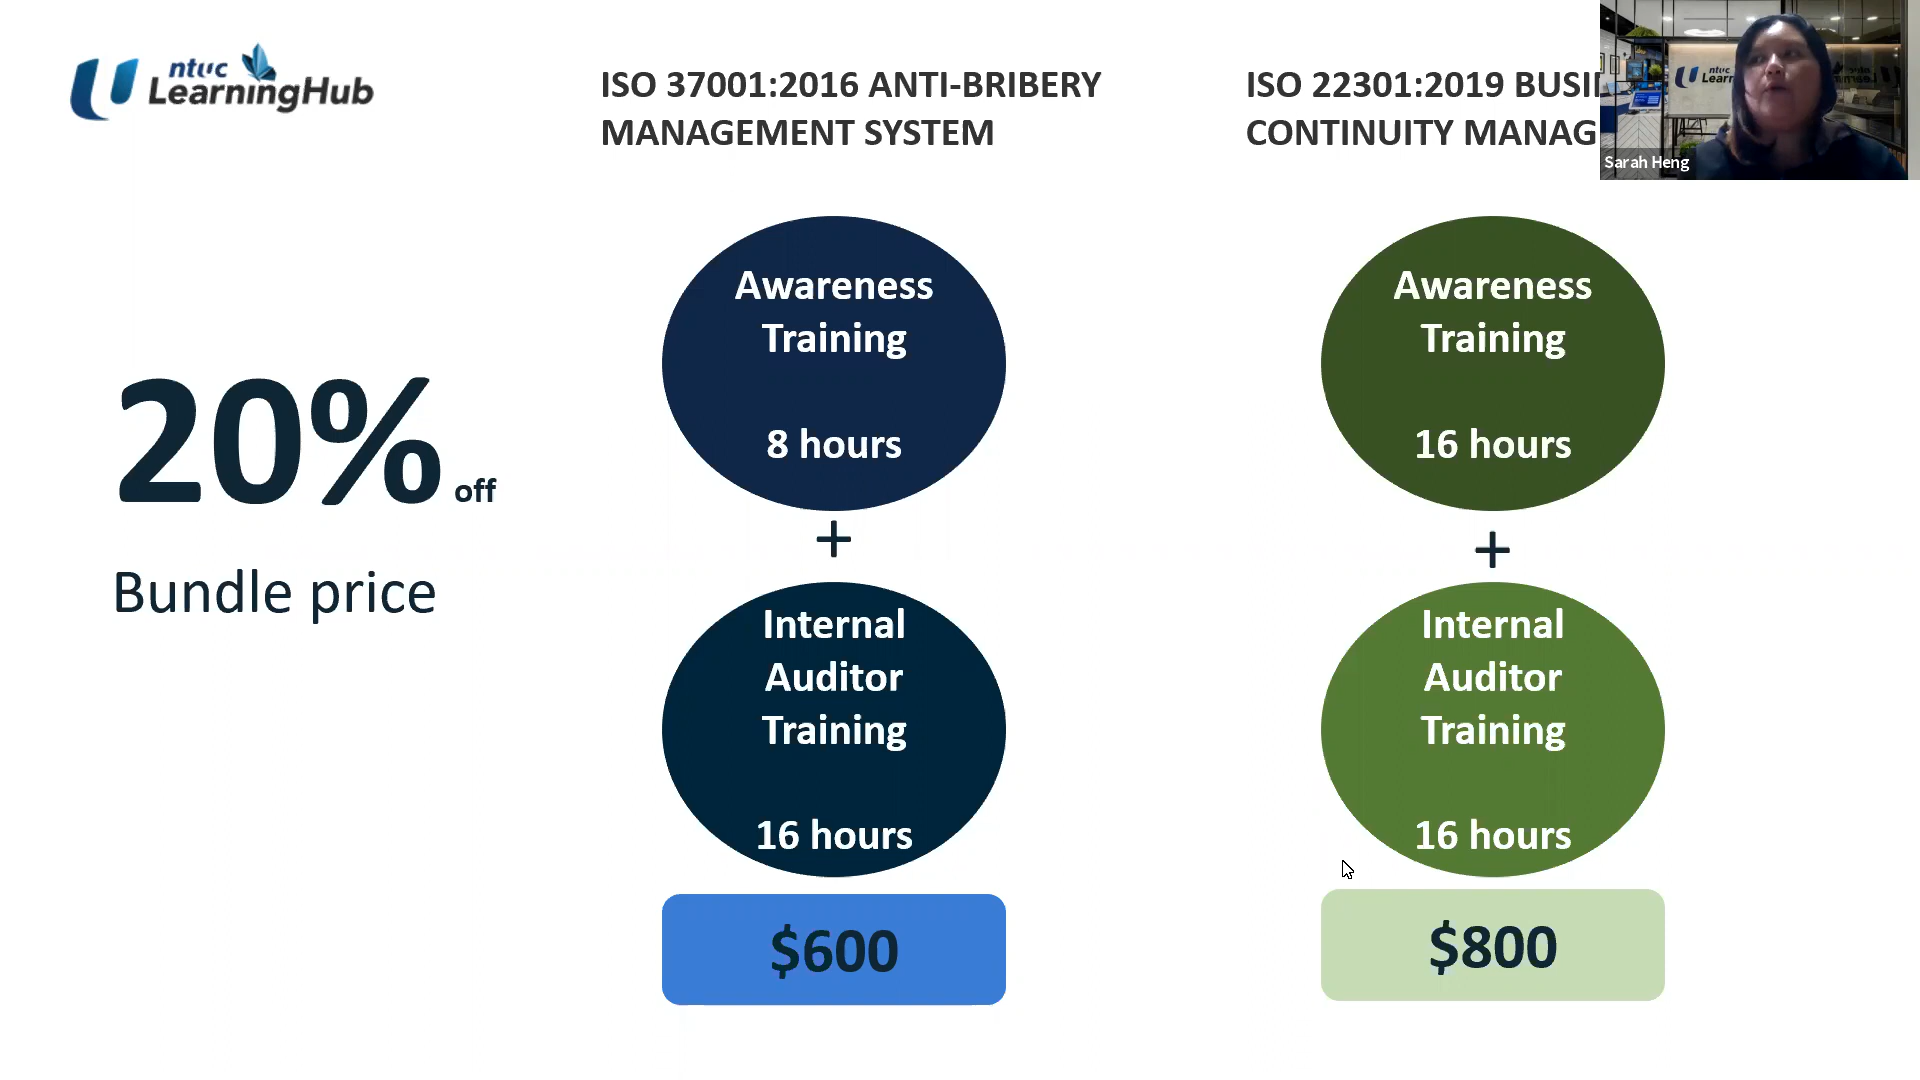 ntuc
LearningHub
ISO 37001:2016 ANTI-BRIBERY
MANAGEMENT SYSTEM
ISO 22301:2019 BUSI
CONTINUITY MANAG
ntuc
Learn
Sarah Heng
20% off
Bundle price
Awareness
Training
8 hours
+
Internal
Auditor
Training
16 hours
$600
Awareness
Training
16 hours
+
Internal
Auditor
Training
16 hours
$800